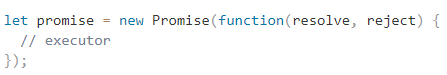 let promise = new Promise(function(resolve, reject) {
  // executor
});